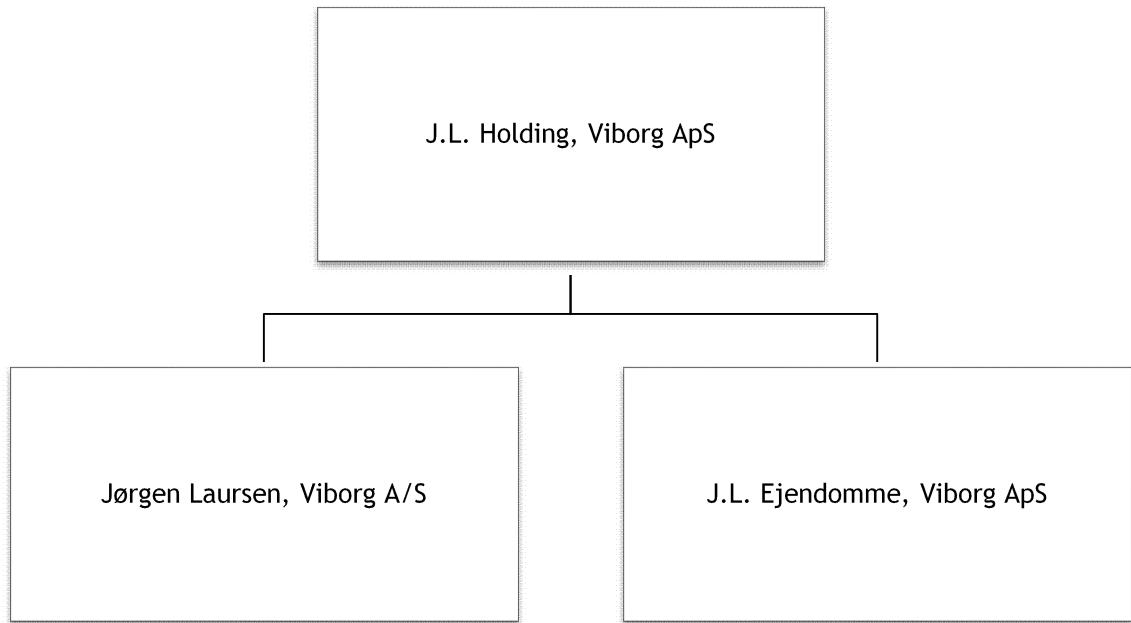 J.L. Holding, Viborg ApS
Jørgen Laursen, Viborg A/S
J.L. Ejendomme, Viborg ApS